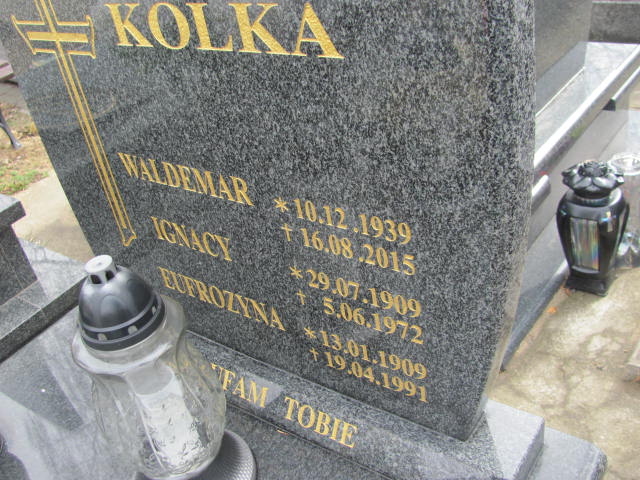 KOLKA
WALDEMAR * 10.12.1939
† 16.08.2015
IGNACY * 29.07.1909
† 5.06.1972
EUFROZYNA * 13.01.1909
† 19.04.1991
UFAM TOBIE